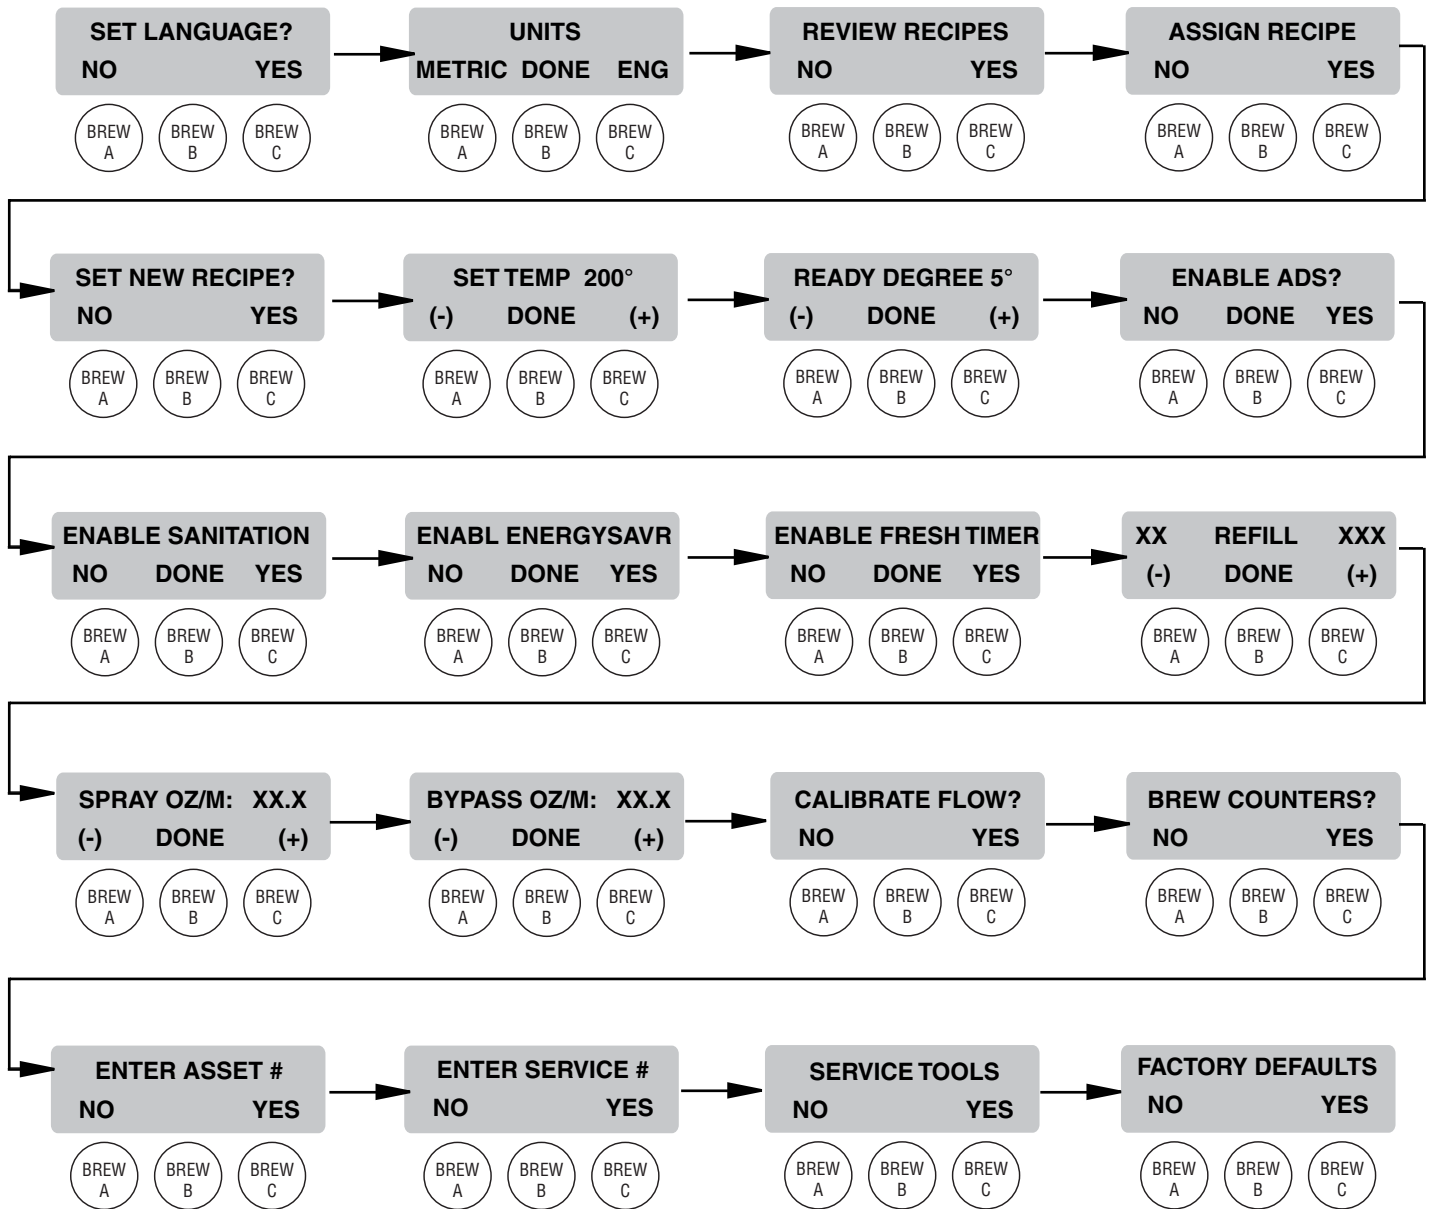 SET LANGUAGE?
NO YES
BREW A BREW B BREW C
UNITS
METRIC DONE ENG
BREW A BREW B BREW C
REVIEW RECIPES
NO YES
BREW A BREW B BREW C
ASSIGN RECIPE
NO YES
BREW A BREW B BREW C
SET NEW RECIPE?
NO YES
BREW A BREW B BREW C
SET TEMP 200°
(-) DONE (+)
BREW A BREW B BREW C
READY DEGREE 5°
(-) DONE (+)
BREW A BREW B BREW C
ENABLE ADS?
NO DONE YES
BREW A BREW B BREW C
ENABLE SANITATION
NO DONE YES
BREW A BREW B BREW C
ENABL ENERGYSAVR
NO DONE YES
BREW A BREW B BREW C
ENABLE FRESH TIMER
NO DONE YES
BREW A BREW B BREW C
XX REFILL XXX
(-) DONE (+)
BREW A BREW B BREW C
SPRAY OZ/M: XX.X
(-) DONE (+)
BREW A BREW B BREW C
BYPASS OZ/M: XX.X
(-) DONE (+)
BREW A BREW B BREW C
CALIBRATE FLOW?
NO YES
BREW A BREW B BREW C
BREW COUNTERS?
NO YES
BREW A BREW B BREW C
ENTER ASSET #
NO YES
BREW A BREW B BREW C
ENTER SERVICE #
NO YES
BREW A BREW B BREW C
SERVICE TOOLS
NO YES
BREW A BREW B BREW C
FACTORY DEFAULTS
NO YES
BREW A BREW B BREW C